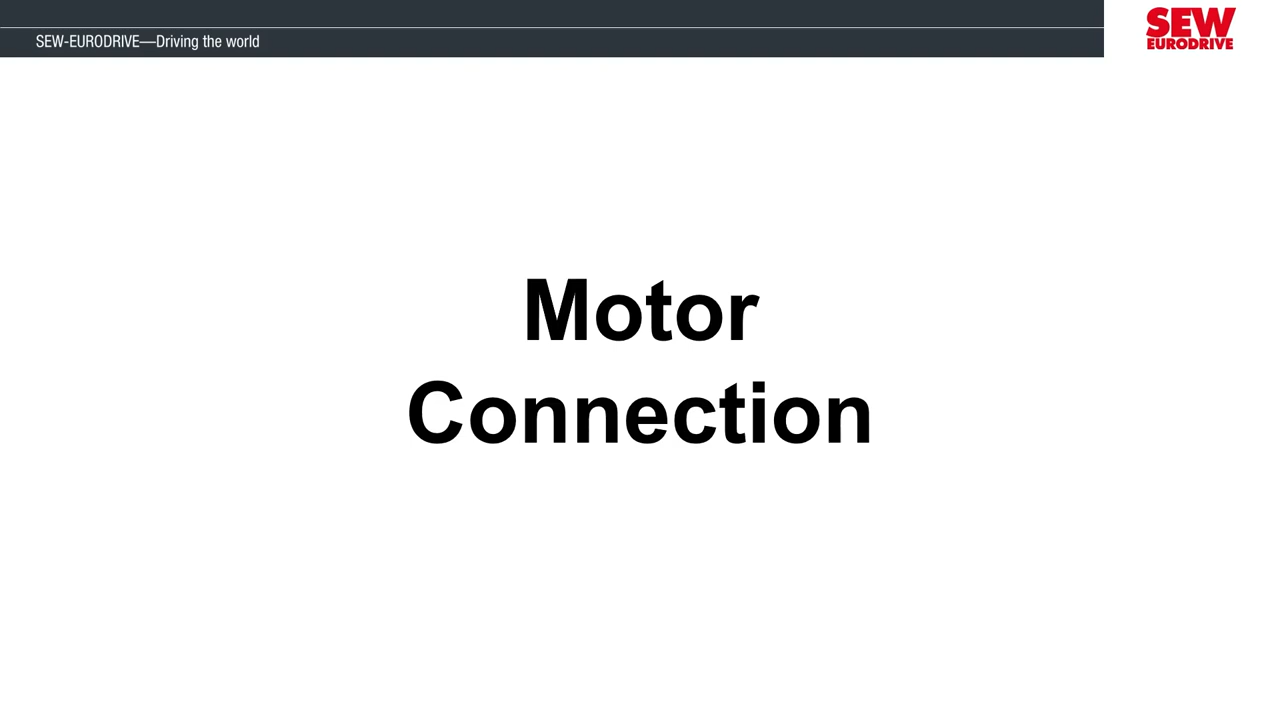 SEW-EURODRIVE—Driving the world
SEW
EURODRIVE
Motor
Connection